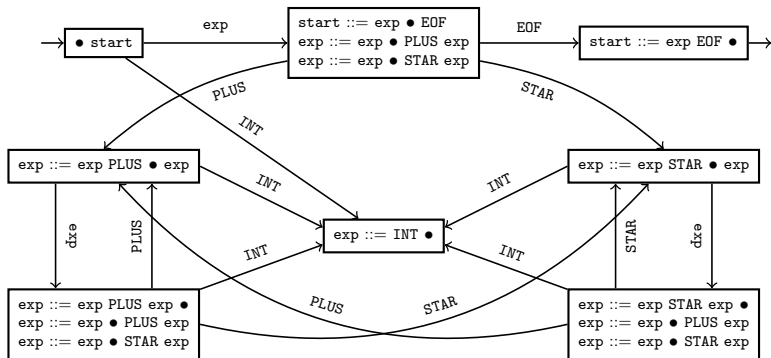 ● start
exp
start ::= exp ● EOF
exp ::= exp ● PLUS exp
exp ::= exp ● STAR exp
EOF
start ::= exp EOF ●
PLUS
INT
STAR
exp ::= exp PLUS ● exp
exp ::= exp STAR ● exp
INT
INT
exp
PLUS
exp ::= INT ●
STAR
exp
INT
INT
exp ::= exp PLUS exp ●
exp ::= exp ● PLUS exp
exp ::= exp ● STAR exp
PLUS
STAR
exp ::= exp STAR exp ●
exp ::= exp ● PLUS exp
exp ::= exp ● STAR exp